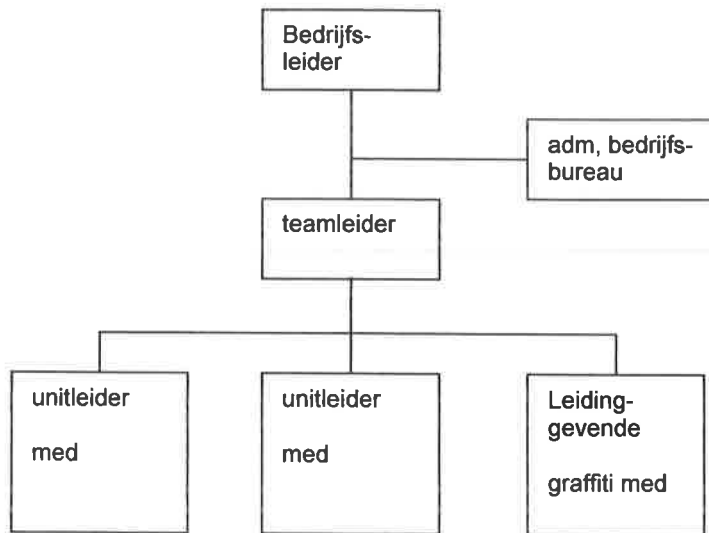 Bedrijfs-
leider
adm, bedrijfs-
bureau
teamleider
unitleider
med
unitleider
med
Leiding-
gevende
graffiti med